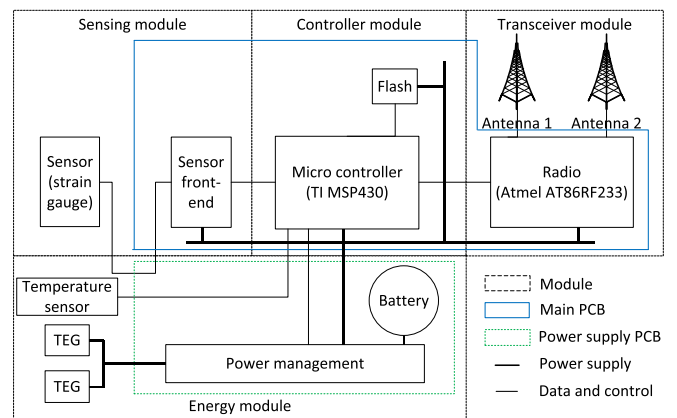 Sensing module
Controller module
Transceiver module
Flash
Antenna 1
Antenna 2
Sensor
(strain
gauge)
Sensor
front-
end
Micro controller
(TI MSP430)
Radio
(Atmel AT86RF233)
Temperature
sensor
Battery
TEG
TEG
Power management
Energy module
Module
Main PCB
Power supply PCB
Power supply
Data and control